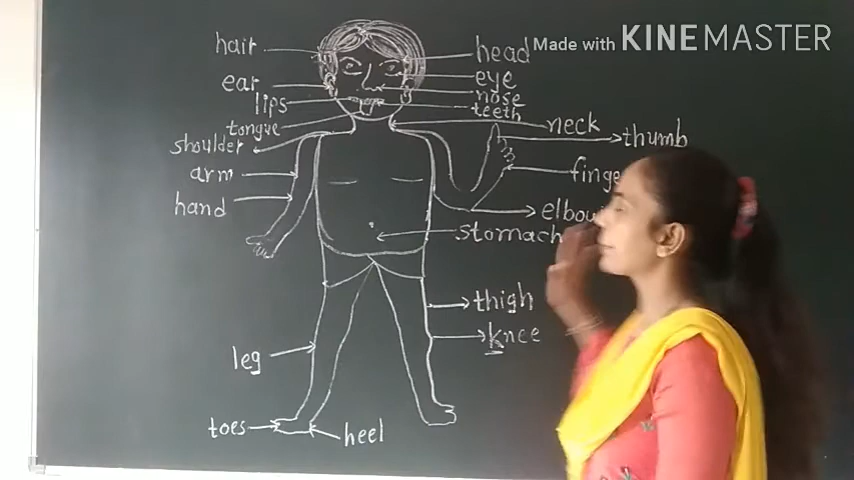 hair
head
Made with KINEMASTER
ear
eye
nose
lips
teeth
tongue
neck
thumb
shoulder
arm
hand
elbow
stomach
thigh
knee
leg
toes
heel